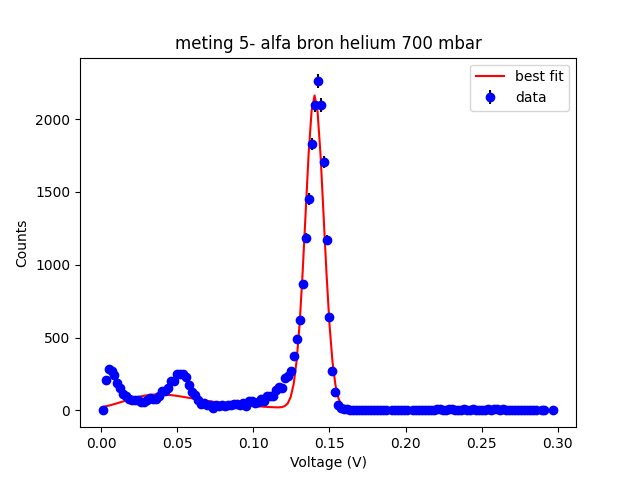 meting 5- alfa bron helium 700 mbar
best fit
data
Counts
2000
1500
1000
500
0
0.00 0.05 0.10 0.15 0.20 0.25 0.30
Voltage (V)